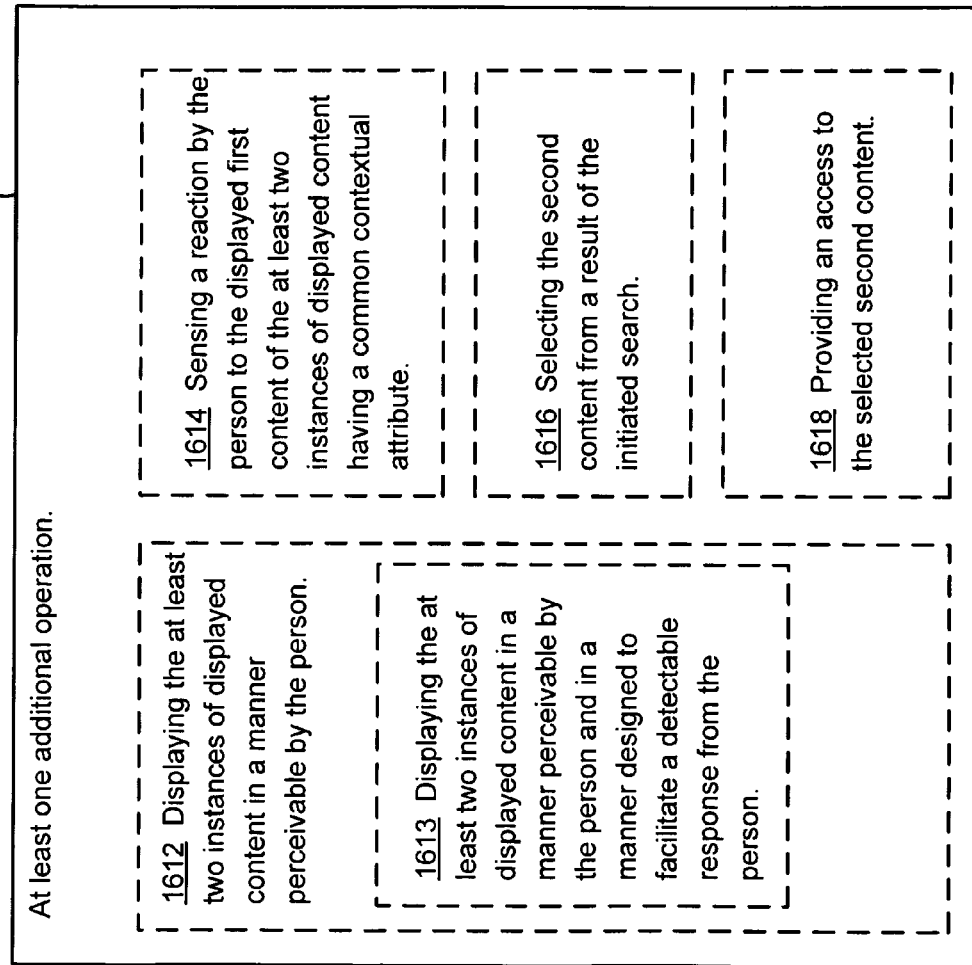 At least one additional operation.
1612 Displaying the at least
two instances of displayed
content in a manner
perceivable by the person.
1613 Displaying the at
least two instances of
displayed content in a
manner perceivable by
the person and in a
manner designed to
facilitate a detectable
response from the
person.
1614 Sensing a reaction by the
person to the displayed first
content of the at least two
instances of displayed content
having a common contextual
attribute.
1616 Selecting the second
content from a result of the
initiated search.
1618 Providing an access to
the selected second content.